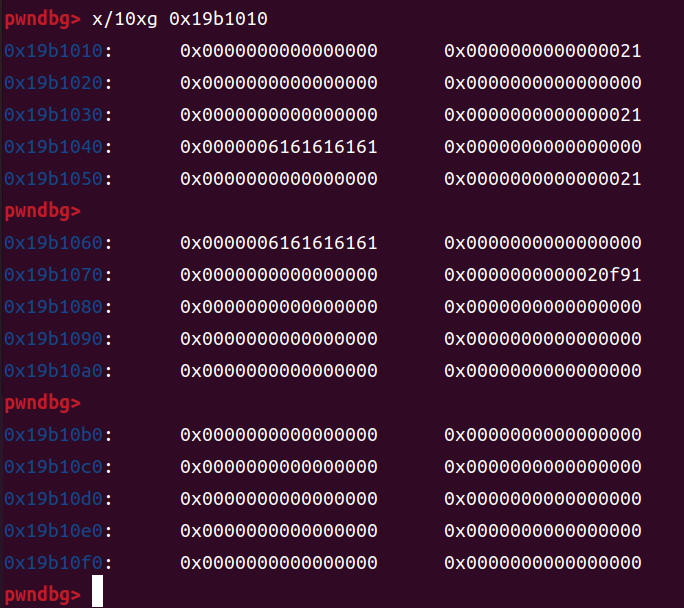 pwndbg> x/10xg 0x19b1010
0x19b1010: 0x0000000000000000 0x0000000000000021
0x19b1020: 0x0000000000000000 0x0000000000000000
0x19b1030: 0x0000000000000000 0x0000000000000021
0x19b1040: 0x0000006161616161 0x0000000000000000
0x19b1050: 0x0000000000000000 0x0000000000000021
pwndbg>
0x19b1060: 0x0000006161616161 0x0000000000000000
0x19b1070: 0x0000000000000000 0x0000000000020f91
0x19b1080: 0x0000000000000000 0x0000000000000000
0x19b1090: 0x0000000000000000 0x0000000000000000
0x19b10a0: 0x0000000000000000 0x0000000000000000
pwndbg>
0x19b10b0: 0x0000000000000000 0x0000000000000000
0x19b10c0: 0x0000000000000000 0x0000000000000000
0x19b10d0: 0x0000000000000000 0x0000000000000000
0x19b10e0: 0x0000000000000000 0x0000000000000000
0x19b10f0: 0x0000000000000000 0x0000000000000000
pwndbg>